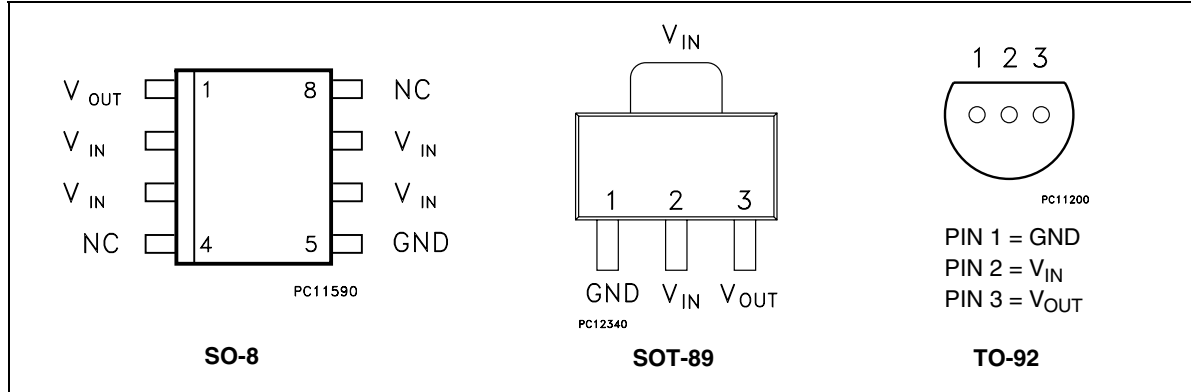 V OUT 1 8 NC
V IN V IN
V IN V IN
NC 4 5 GND
PC11590
SO-8
V IN
1 2 3
GND V IN V OUT
PC12340
SOT-89
1 2 3
PC11200
PIN 1 = GND
PIN 2 = V IN
PIN 3 = V OUT
TO-92